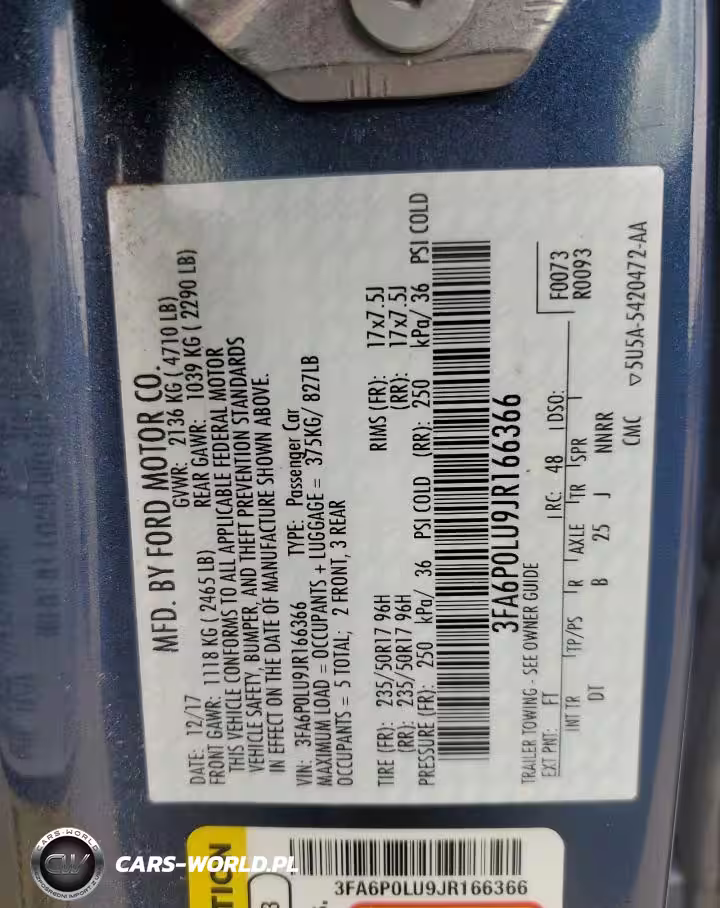 MFD. BY FORD MOTOR CO.
DATE: 12/17 GVWR: 2136 KG ( 4710 LB)
FRONT GAWR: 1118 KG ( 2465 LB) REAR GAWR: 1039 KG ( 2290 LB)
THIS VEHICLE CONFORMS TO ALL APPLICABLE FEDERAL MOTOR
VEHICLE SAFETY, BUMPER, AND THEFT PREVENTION STANDARDS
IN EFFECT ON THE DATE OF MANUFACTURE SHOWN ABOVE.
VIN: 3FA6P0LU9JR166366 TYPE: Passenger Car
MAXIMUM LOAD = OCCUPANTS + LUGGAGE = 375KG/ 827LB
OCCUPANTS = 5 TOTAL; 2 FRONT, 3 REAR
TIRE (FR): 235/50R17 96H RIMS (FR): 17x7.5J
(RR): 235/50R17 96H (RR): 17x7.5J
PRESSURE (FR): 250 kPa/ 36 PSI COLD (RR): 250 kPa/ 36 PSI COLD
3FA6P0LU9JR166366
TRAILER TOWING - SEE OWNER GUIDE
F0073
EXT PNT: FT RC: 48 DSO: R0093
INT TR TP/PS R AXLE TR SPR
DT B 25 J NNRR
CMC ▽5U5A-5420472-AA
TION
3FA6P0LU9JR166366
CARS-WORLD
CW
CARS-WORLD.PL